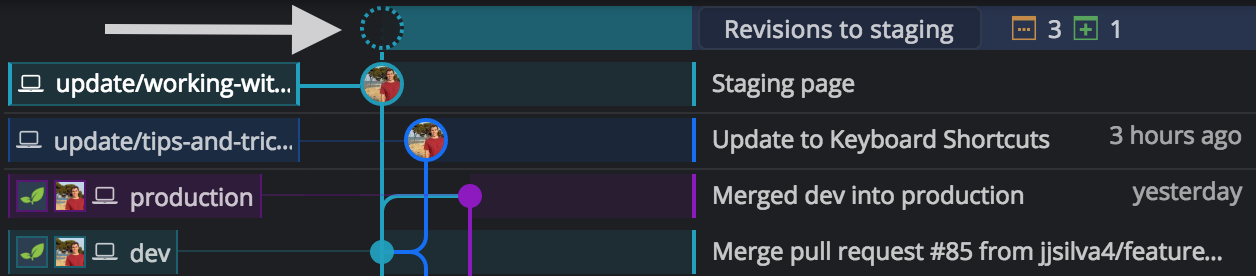 Revisions to staging 3 1
update/working-wit... Staging page
update/tips-and-tric... Update to Keyboard Shortcuts 3 hours ago
production Merged dev into production yesterday
dev Merge pull request #85 from jjsilva4/feature...